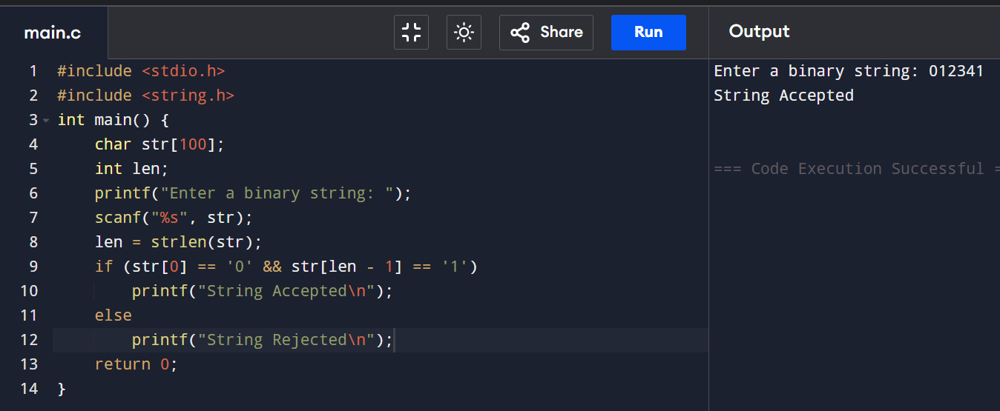 main.c
Share
Run
Output
1 #include <stdio.h>
2 #include <string.h>
3 int main() {
4     char str[100];
5     int len;
6     printf("Enter a binary string: ");
7     scanf("%s", str);
8     len = strlen(str);
9     if (str[0] == '0' && str[len - 1] == '1')
10         printf("String Accepted\n");
11     else
12         printf("String Rejected\n");
13     return 0;
14 }
Enter a binary string: 012341
String Accepted
=== Code Execution Successful =